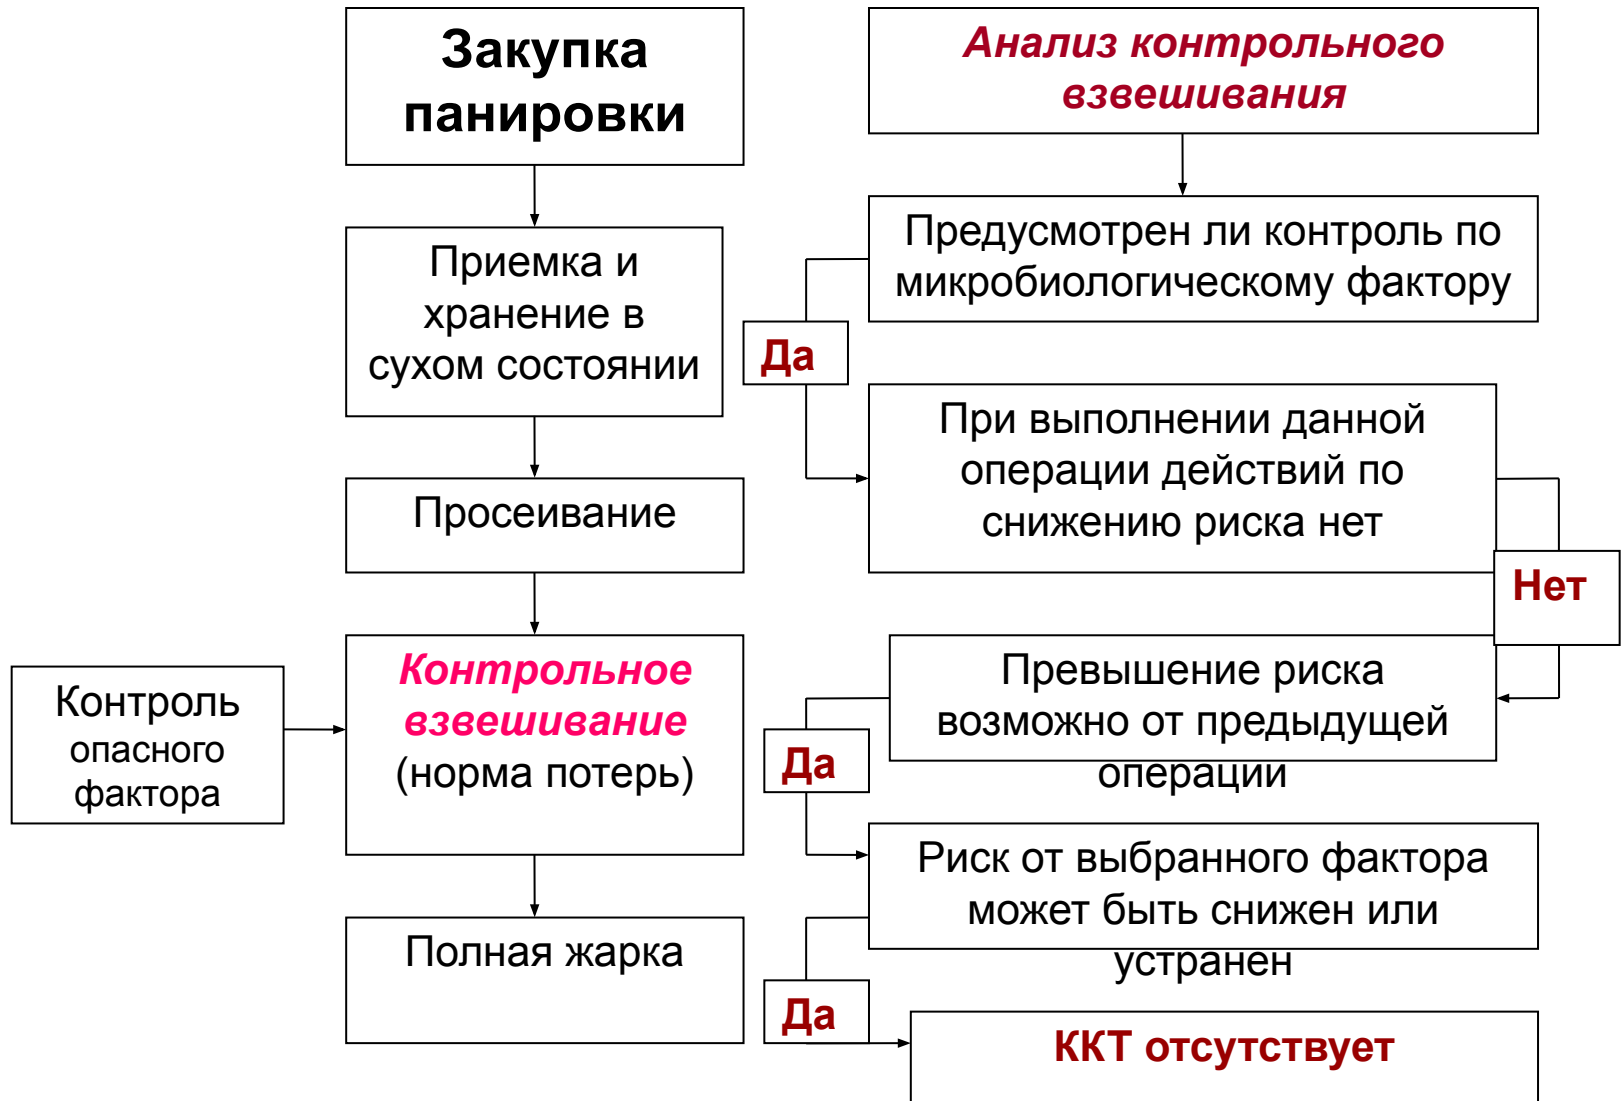 Закупка
панировки
Приемка и
хранение в
сухом состоянии
Просеивание
Контроль
опасного
фактора
Контрольное
взвешивание
(норма потерь)
Полная жарка
Анализ контрольного
взвешивания
Предусмотрен ли контроль по
микробиологическому фактору
Да
При выполнении данной
операции действий по
снижению риска нет
Нет
Превышение риска
возможно от предыдущей
операции
Да
Риск от выбранного фактора
может быть снижен или
устранен
Да
ККТ отсутствует